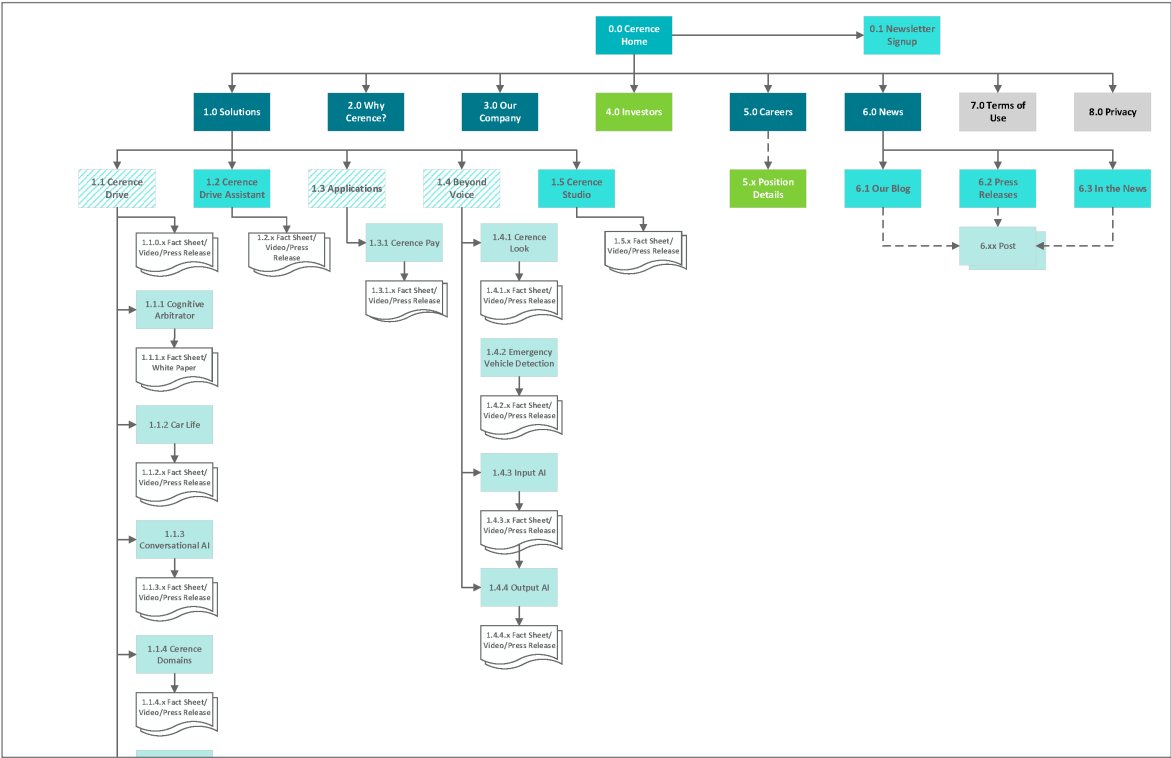 0.0 Cerence
Home
0.1 Newsletter
Signup
1.0 Solutions
2.0 Why
Cerence?
3.0 Our
Company
4.0 Investors
5.0 Careers
6.0 News
7.0 Terms of
Use
8.0 Privacy
1.1 Cerence
Drive
1.2 Cerence
Drive Assistant
1.3 Applications
1.4 Beyond
Voice
1.5 Cerence
Studio
5.x Position
Details
6.1 Our Blog
6.2 Press
Releases
6.3 In the News
1.1.0.x Fact Sheet/
Video/Press Release
1.2.x Fact Sheet/
Video/Press
Release
1.3.1 Cerence Pay
1.4.1 Cerence
Look
1.5.x Fact Sheet/
Video/Press Release
6.xx Post
1.3.1.x Fact Sheet/
Video/Press Release
1.4.1.x Fact Sheet/
Video/Press Release
1.1.1 Cognitive
Arbitrator
1.4.2 Emergency
Vehicle Detection
1.1.1.x Fact Sheet/
White Paper
1.4.2.x Fact Sheet/
Video/Press Release
1.1.2 Car Life
1.1.2.x Fact Sheet/
Video/Press Release
1.4.3 Input AI
1.4.3.x Fact Sheet/
Video/Press Release
1.1.3
Conversational AI
1.1.3.x Fact Sheet/
Video/Press Release
1.4.4 Output AI
1.4.4.x Fact Sheet/
Video/Press Release
1.1.4 Cerence
Domains
1.1.4.x Fact Sheet/
Video/Press Release